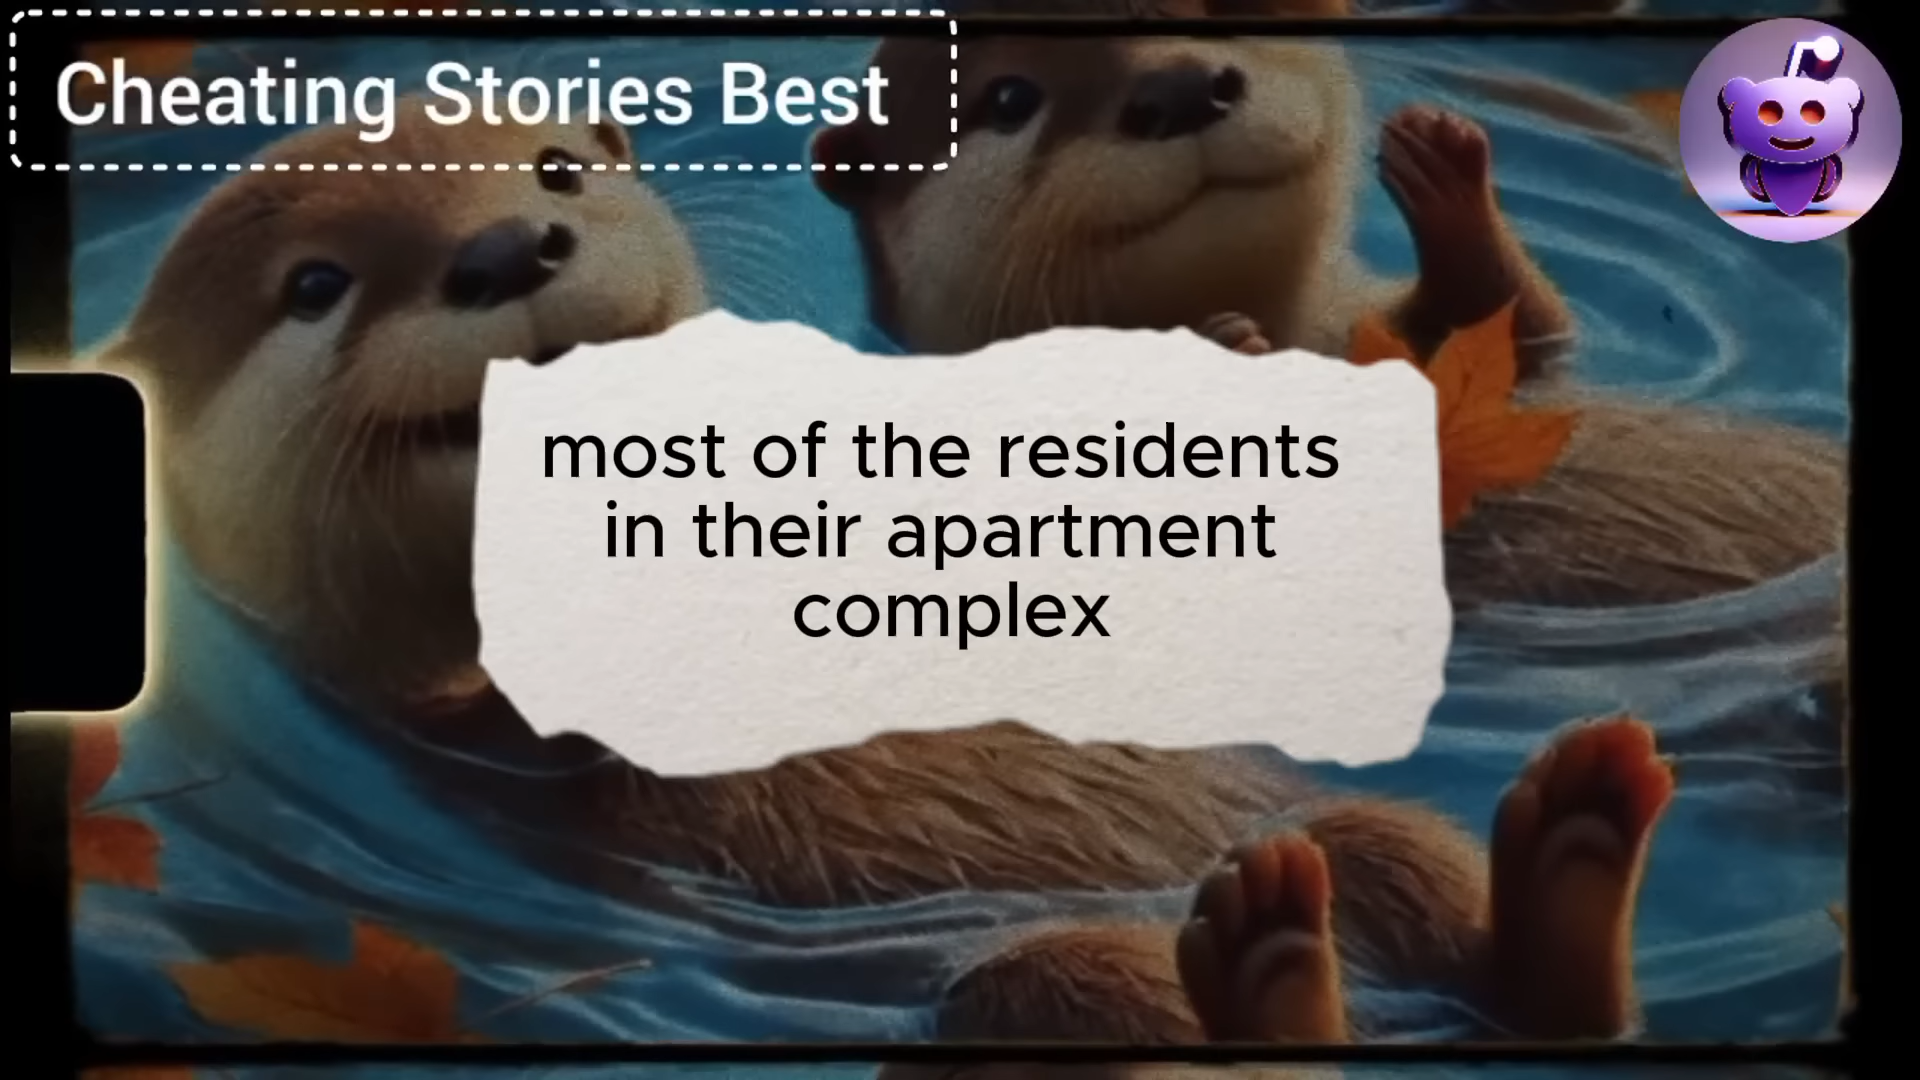 Cheating Stories Best
most of the residents
in their apartment
complex